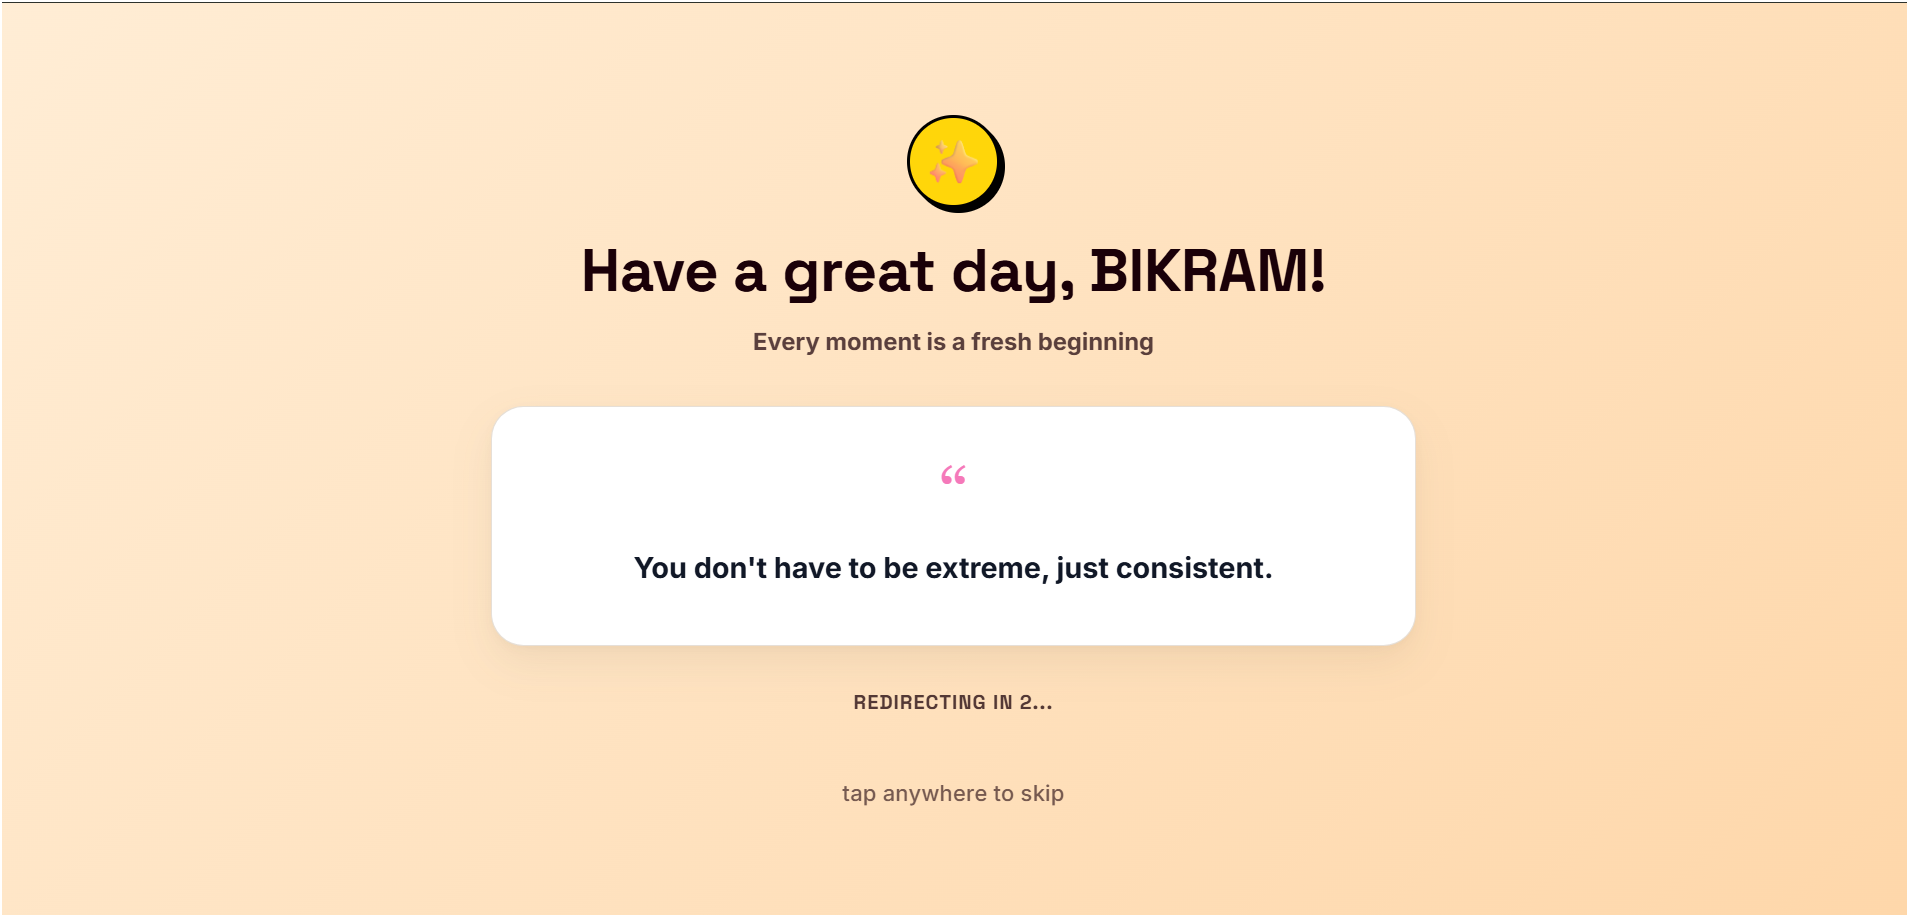 Have a great day, BIKRAM!
Every moment is a fresh beginning
“
You don't have to be extreme, just consistent.
REDIRECTING IN 2...
tap anywhere to skip